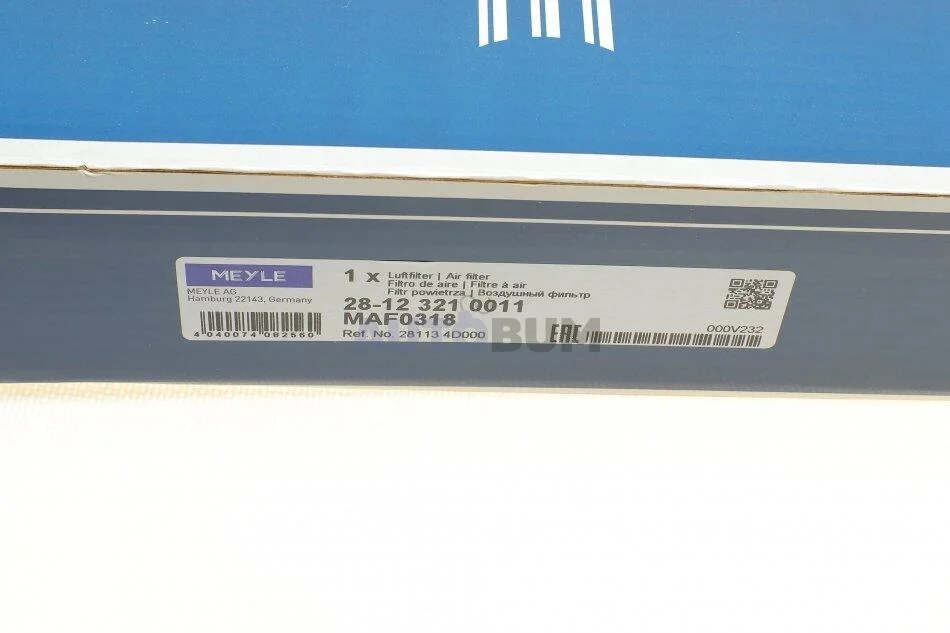 MEYLE
MEYLE AG
Hamburg 22143, Germany
4 040074 082560
1 x Luftfilter | Air filter
Filtro de aire | Filtre à air
Filtr powietrza | Воздушный фильтр
28-12 321 0011
MAF0318
Ref. No. 28113 4D000
AUTOBUM
EAC
000V232